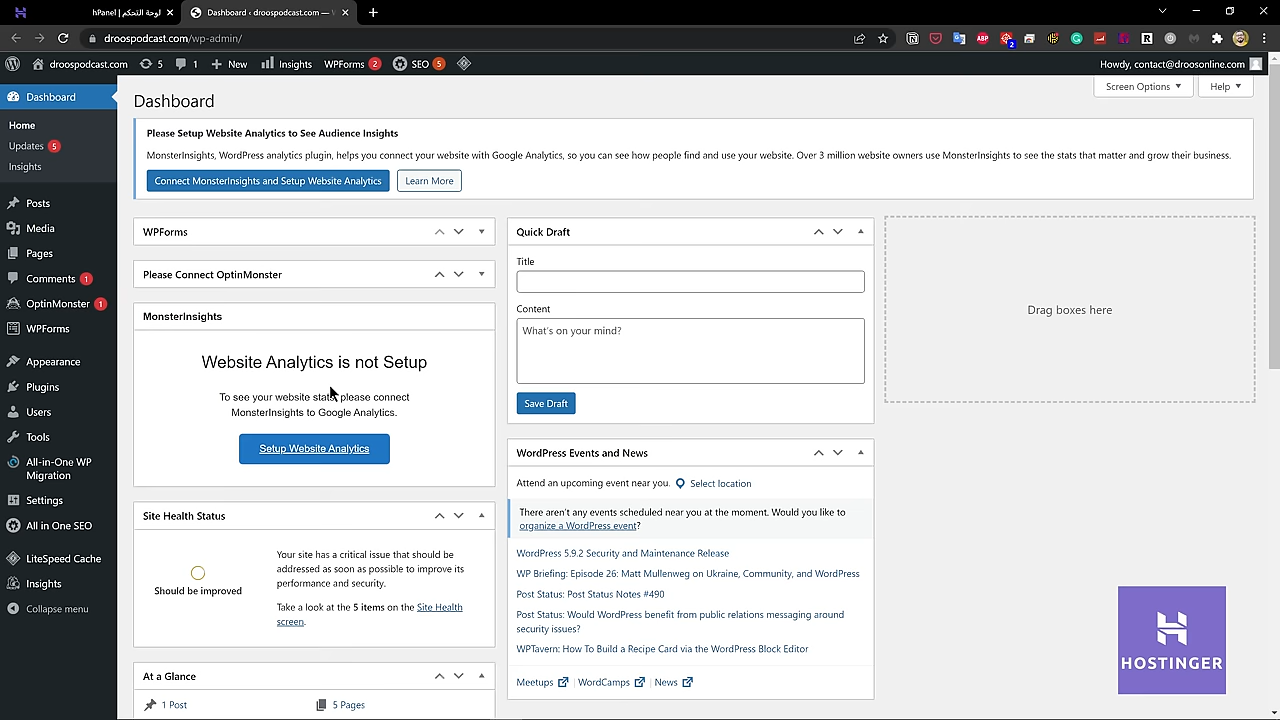 hPanel | لوحة التحكم
Dashboard ‹ droospodcast.com —
droospodcast.com/wp-admin/
2
droospodcast.com
5
1
New
Insights
WPForms 2
SEO 5
Howdy, contact@droosonline.com
Dashboard
Home
Updates 5
Insights
Posts
Media
Pages
Comments 1
OptinMonster 1
WPForms
Appearance
Plugins
Users
Tools
All-in-One WP
Migration
Settings
All in One SEO
LiteSpeed Cache
Insights
Collapse menu
Screen Options
Help
Dashboard
Please Setup Website Analytics to See Audience Insights
MonsterInsights, WordPress analytics plugin, helps you connect your website with Google Analytics, so you can see how people find and use your website. Over 3 million website owners use MonsterInsights to see the stats that matter and grow their business.
Connect MonsterInsights and Setup Website Analytics
Learn More
WPForms
Please Connect OptinMonster
MonsterInsights
Website Analytics is not Setup
To see your website stats, please connect
MonsterInsights to Google Analytics.
Setup Website Analytics
Site Health Status
Should be improved
Your site has a critical issue that should be
addressed as soon as possible to improve its
performance and security.
Take a look at the 5 items on the Site Health
screen.
At a Glance
1 Post
5 Pages
Quick Draft
Title
Content
What's on your mind?
Save Draft
WordPress Events and News
Attend an upcoming event near you.
Select location
There aren't any events scheduled near you at the moment. Would you like to
organize a WordPress event?
WordPress 5.9.2 Security and Maintenance Release
WP Briefing: Episode 26: Matt Mullenweg on Ukraine, Community, and WordPress
Post Status: Post Status Notes #490
Post Status: Would WordPress benefit from public relations messaging around
security issues?
WPTavern: How To Build a Recipe Card via the WordPress Block Editor
Meetups | WordCamps | News
Drag boxes here
HOSTINGER